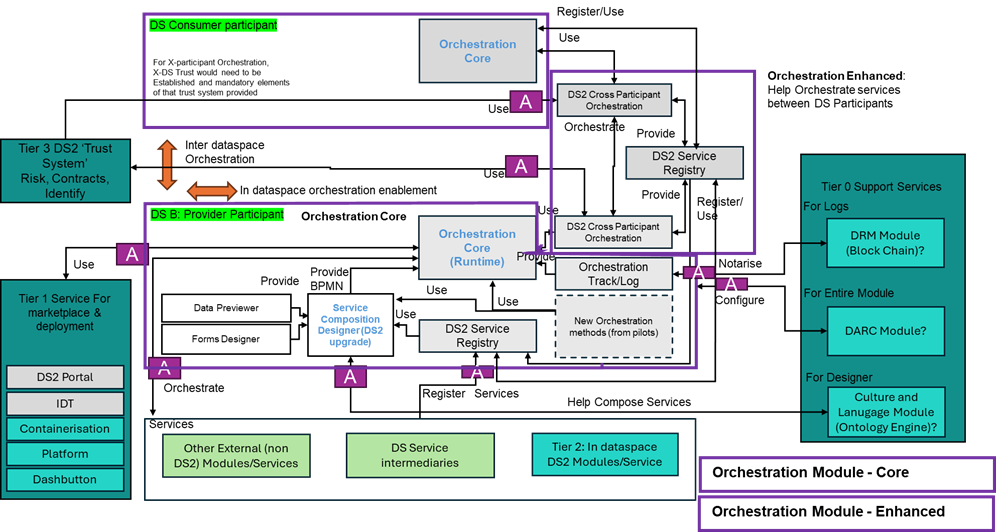 Register/Use
DS Consumer participant
Use
Orchestration
Core
For X-participant Orchestration,
X-DS Trust would need to be
Established and mandatory elements
of that trust system provided
Orchestration Enhanced:
Help Orchestrate services
between DS Participants
DS2 Cross Participant
Orchestration
A
Use
Orchestrate
Provide
Tier 3 DS2 ‘Trust
System’
Risk, Contracts,
Identify
Inter dataspace
Orchestration
DS2 Service
Registry
A
Use
In dataspace orchestration enablement
Provide
Register/
Use
Tier 0 Support Services
For Logs
DS B: Provider Participant
Orchestration Core
Use
DS2 Cross Participant
Orchestration
DRM Module
(Block Chain)?
Orchestration
Core
(Runtime)
A
Use
Provide
Orchestration
Track/Log
Notarise
A
A
Configure
Provide
Provide
BPMN
Tier 1 Service For
marketplace &
deployment
Use
Use
For Entire Module
Data Previewer
Service
Composition
Designer(DS2
upgrade)
Use
New Orchestration
methods (from pilots)
DARC Module?
Forms Designer
DS2 Service
Registry
A
Orchestrate
A
A
Register
Services
For Designer
DS2 Portal
IDT
Help Compose Services
Culture and
Lanugage Module
(Ontology Engine)?
Containerisation
Platform
Dashbutton
Services
Other External (non
DS2) Modules/Services
DS Service
intermediaries
Tier 2: In dataspace
DS2 Modules/Service
Orchestration Module - Core
Orchestration Module - Enhanced